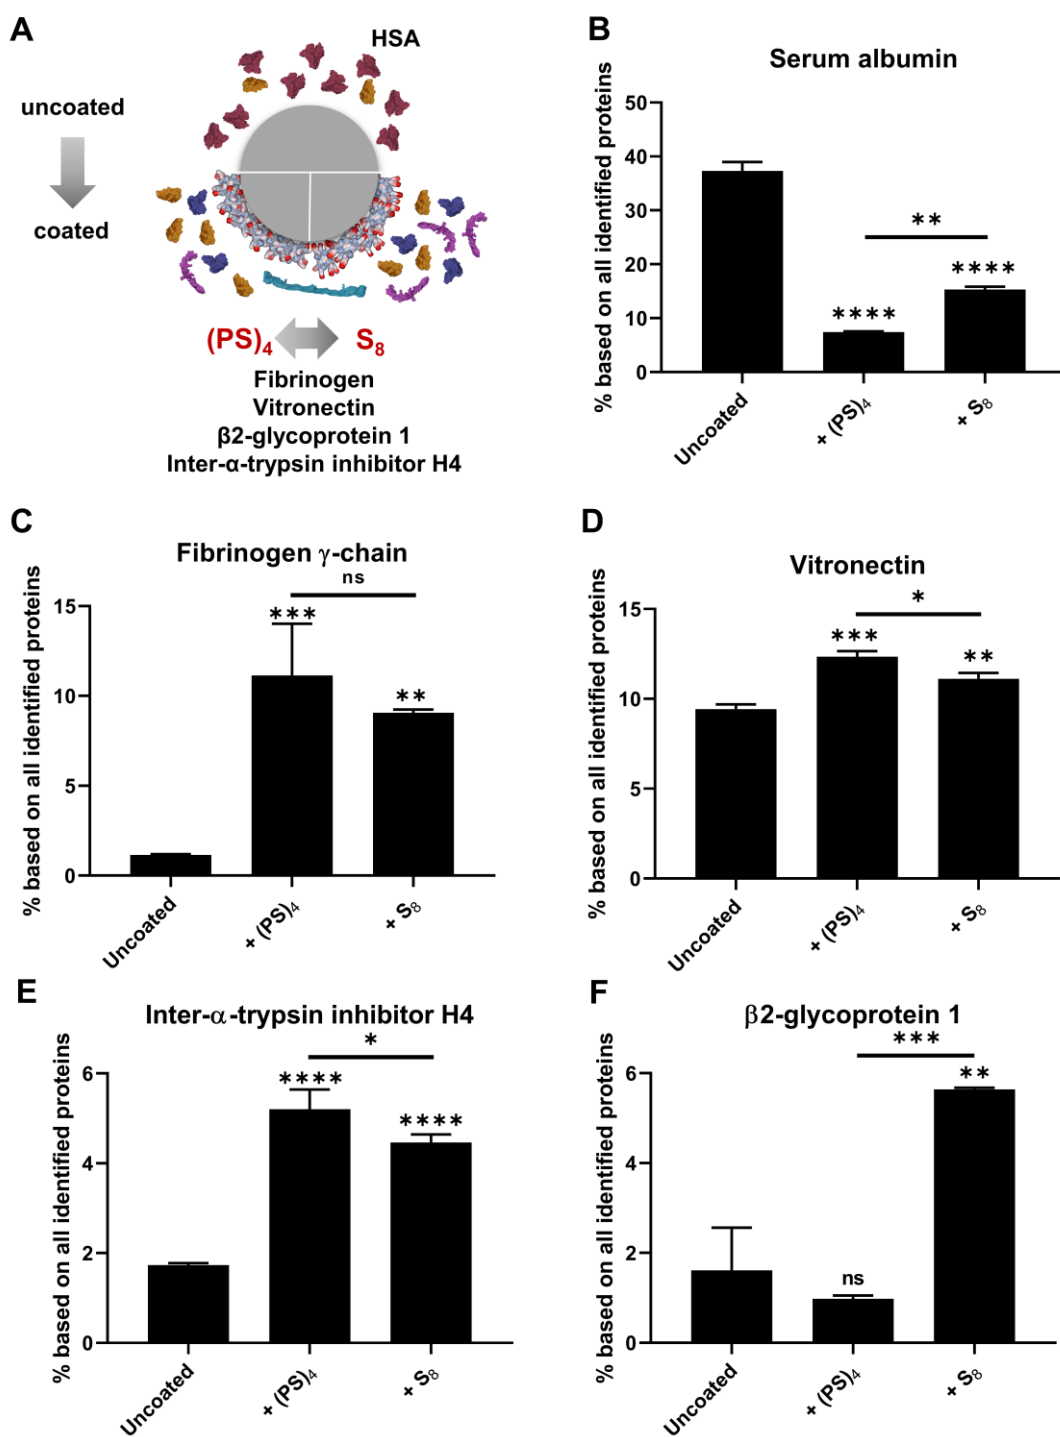 A
HSA
uncoated
coated
(PS)₄
S₈
Fibrinogen
Vitronectin
β2-glycoprotein 1
Inter-α-trypsin inhibitor H4
B
Serum albumin
% based on all identified proteins
50
40
30
20
10
0
**
****
****
Uncoated
+ (PS)₄
+ S₈
C
Fibrinogen γ-chain
% based on all identified proteins
15
10
5
0
ns
***
**
Uncoated
+ (PS)₄
+ S₈
D
Vitronectin
% based on all identified proteins
15
10
5
0
*
***
**
Uncoated
+ (PS)₄
+ S₈
E
Inter-α-trypsin inhibitor H4
% based on all identified proteins
6
4
2
0
*
****
****
Uncoated
+ (PS)₄
+ S₈
F
β2-glycoprotein 1
% based on all identified proteins
6
4
2
0
***
**
ns
Uncoated
+ (PS)₄
+ S₈